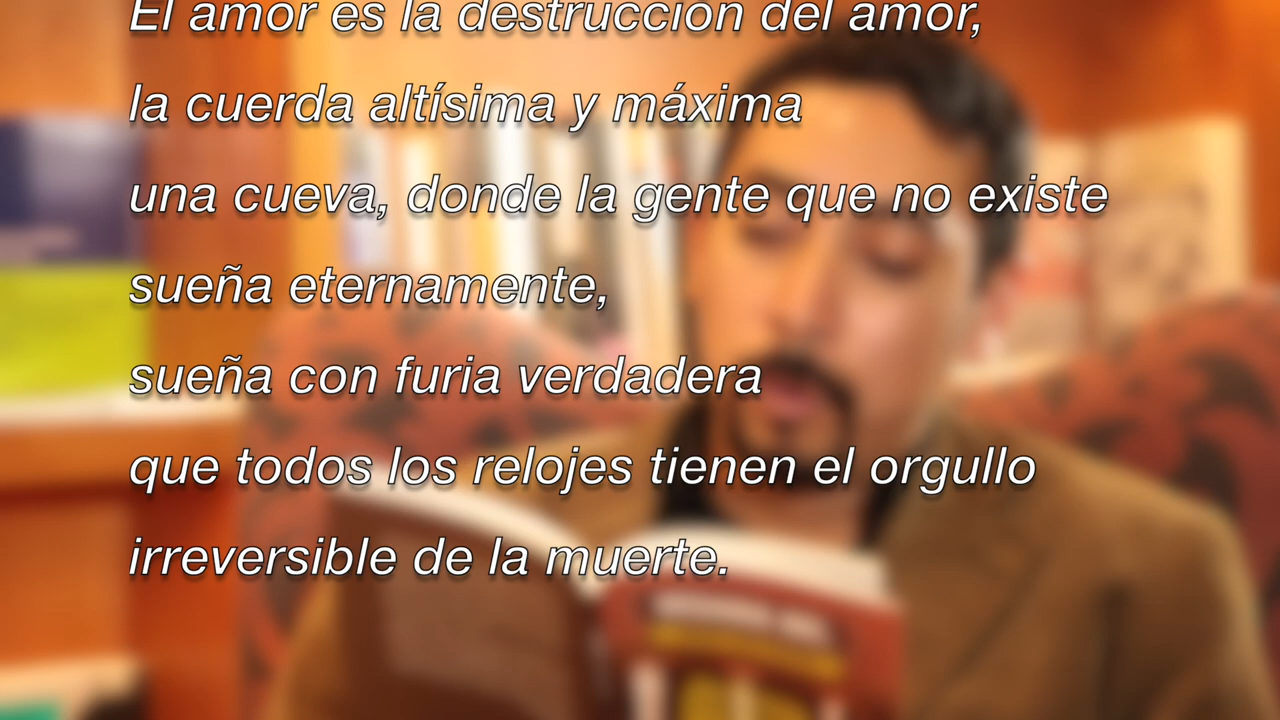 El amor es la destrucción del amor,
la cuerda altísima y máxima
una cueva, donde la gente que no existe
sueña eternamente,
sueña con furia verdadera
que todos los relojes tienen el orgullo
irreversible de la muerte.